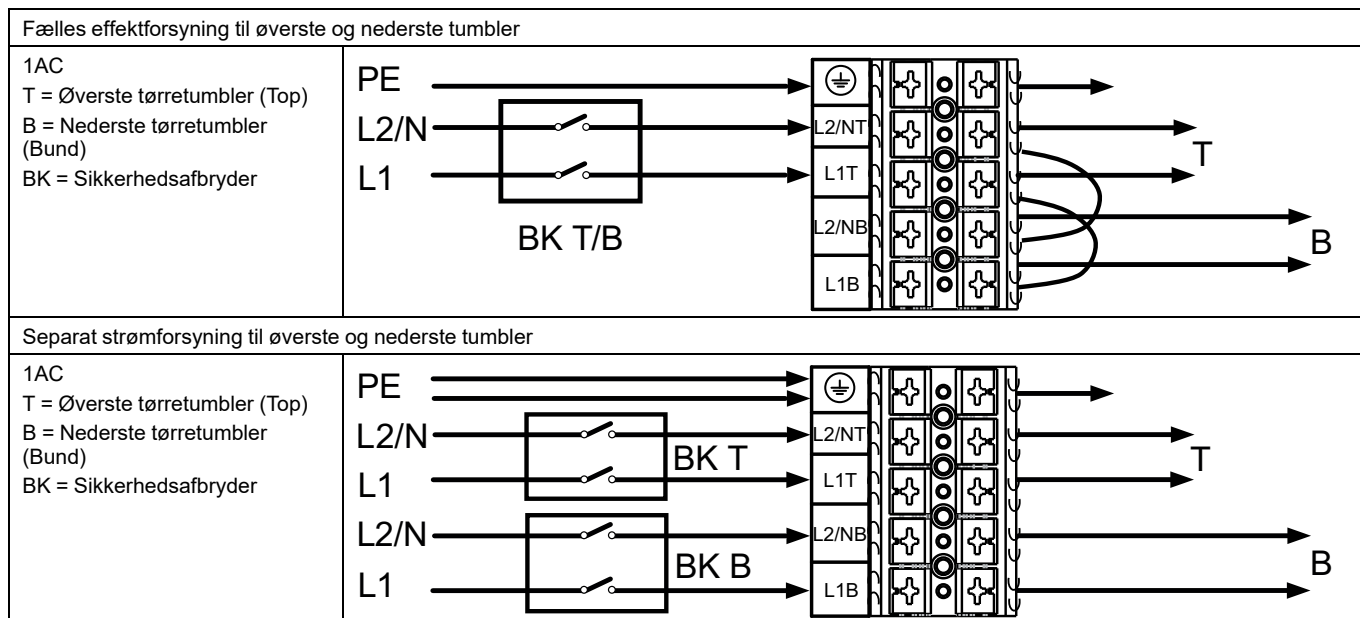 Fælles effektforsyning til øverste og nederste tumbler
1AC
T = Øverste tørretumbler (Top)
B = Nederste tørretumbler
(Bund)
BK = Sikkerhedsafbryder
PE
L2/N
L1
BK T/B
L2/NT
L1T
L2/NB
L1B
T
B
Separat strømforsyning til øverste og nederste tumbler
1AC
T = Øverste tørretumbler (Top)
B = Nederste tørretumbler
(Bund)
BK = Sikkerhedsafbryder
PE
L2/N
L1
L2/N
L1
BK T
BK B
L2/NT
L1T
L2/NB
L1B
T
B